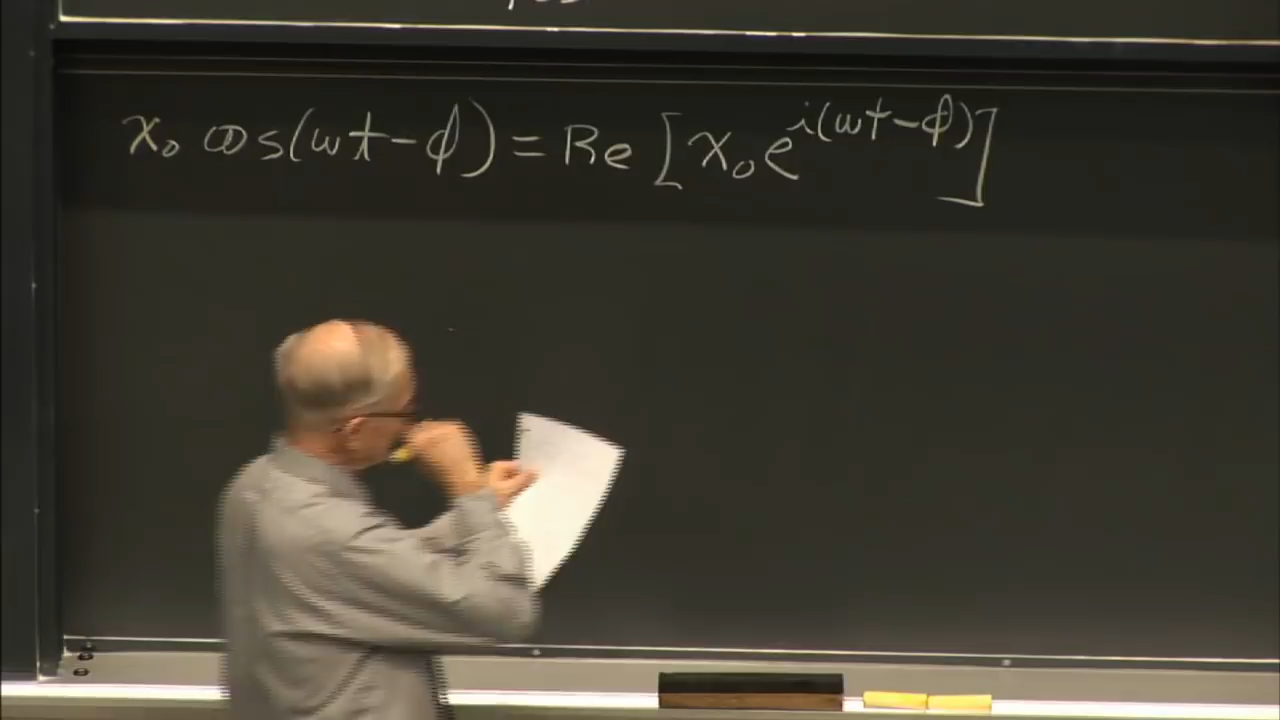 x₀ cos(ωt-ϕ) = Re [x₀e^{i(ωt-ϕ)}]